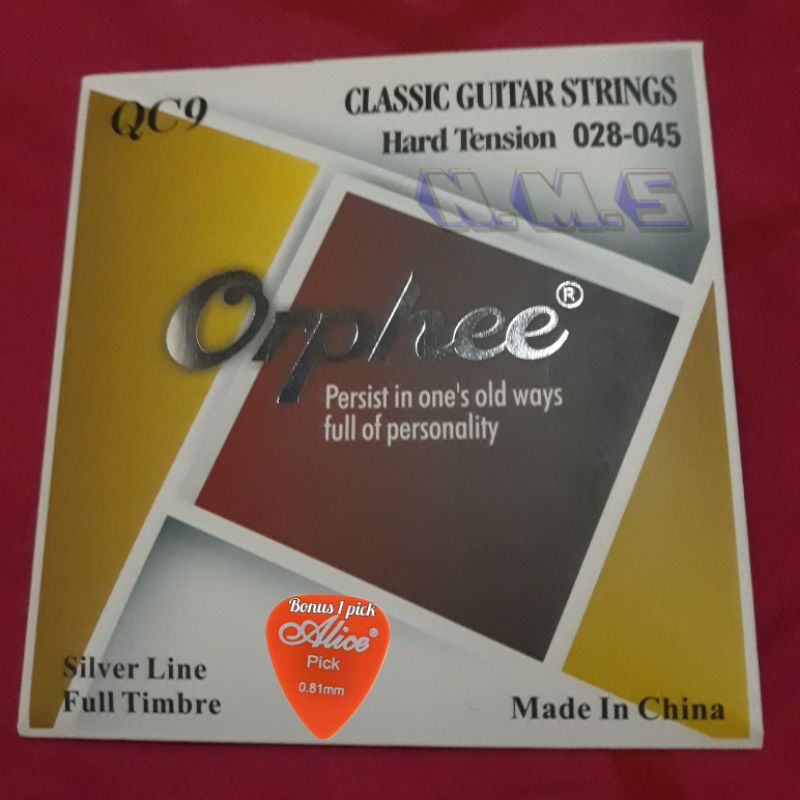 QC9
CLASSIC GUITAR STRINGS
Hard Tension 028-045
N.M.S
Orphee®
Persist in one's old ways
full of personality
Bonus 1 pick
Alice®
Pick
0.81mm
Silver Line
Full Timbre
Made In China